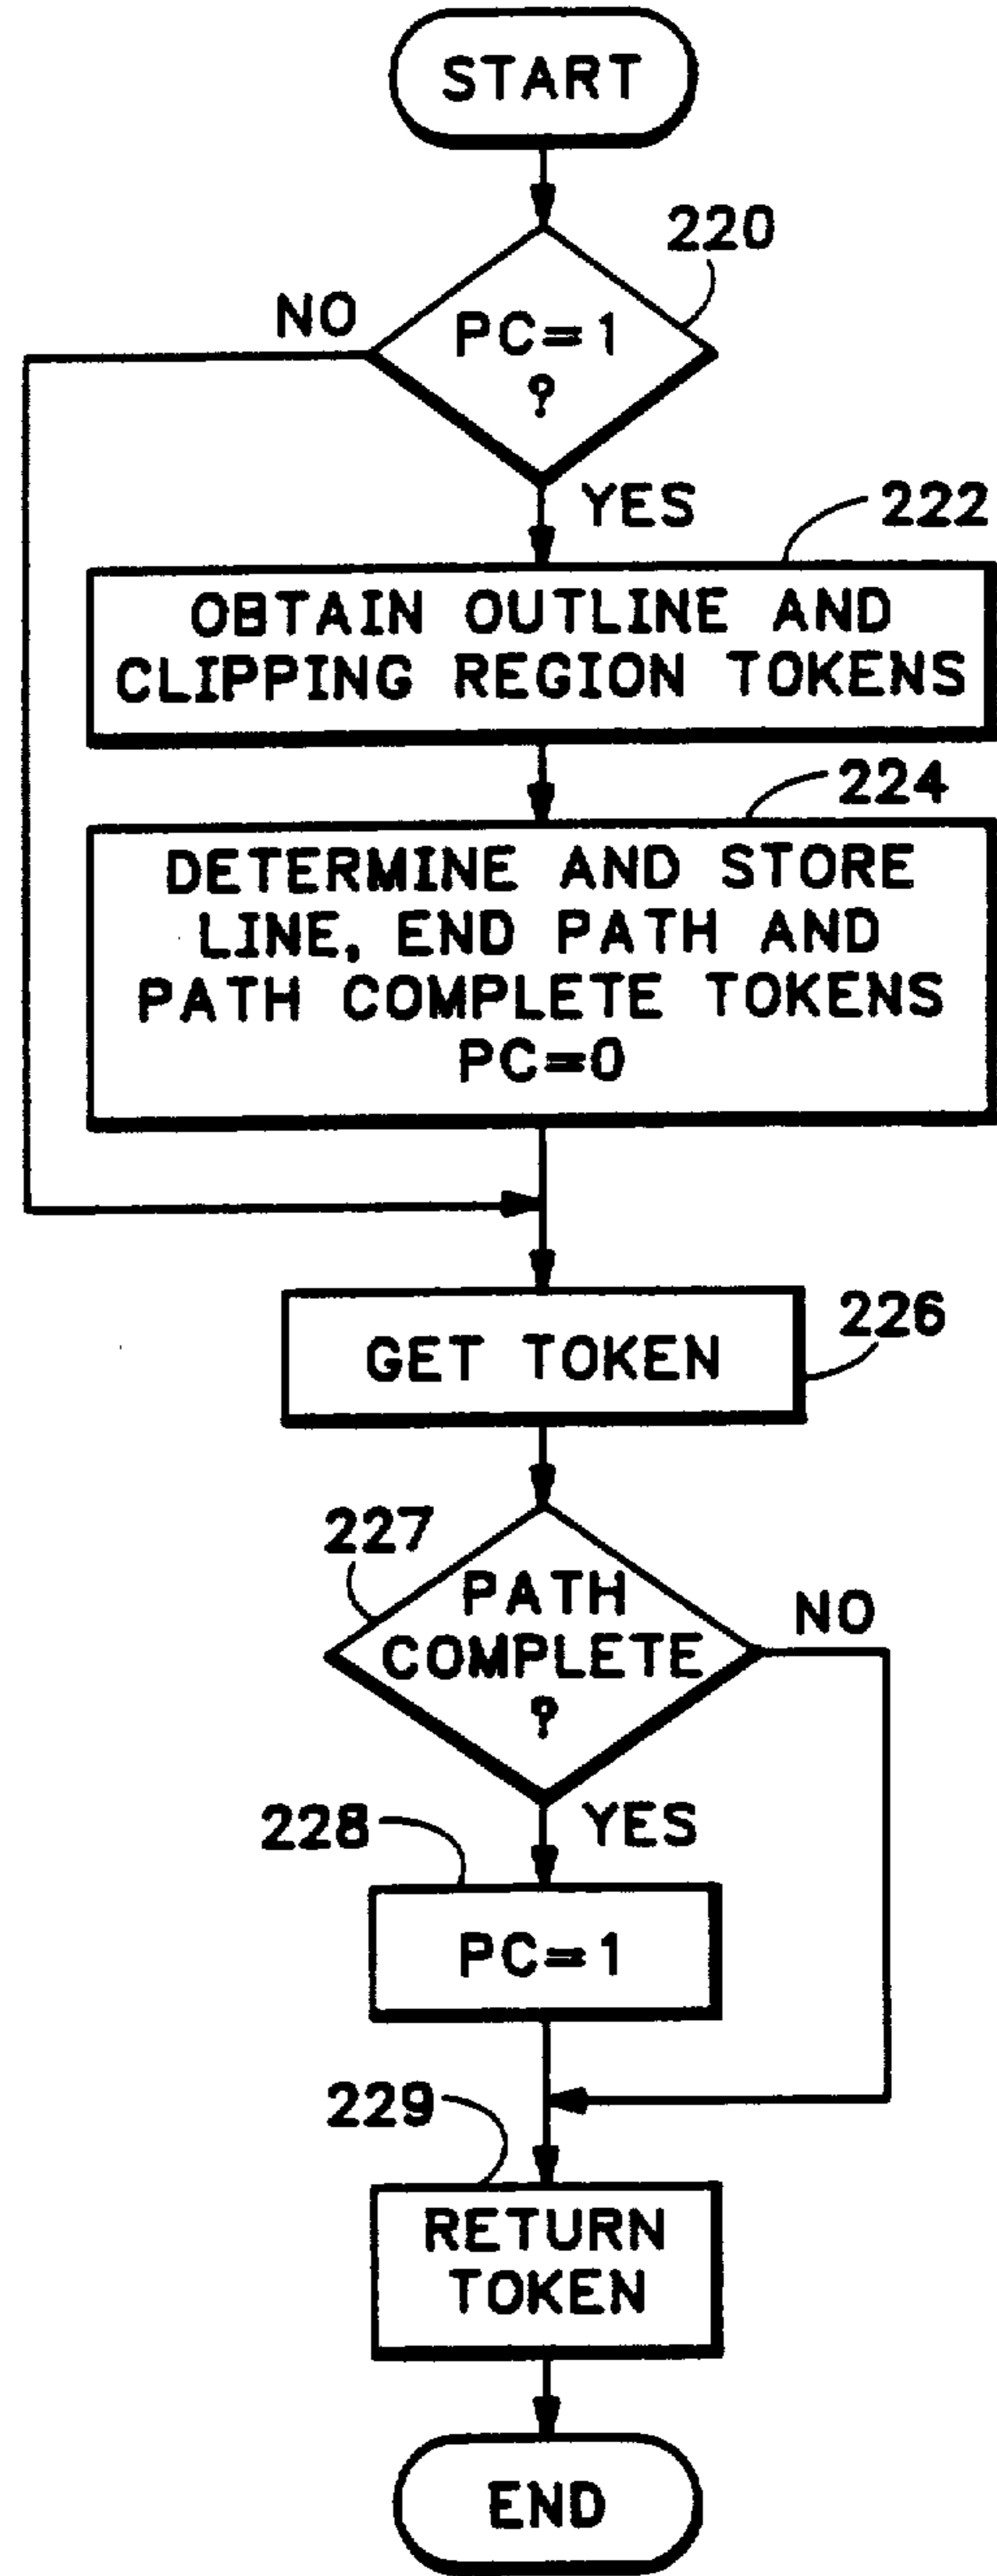 START
220
NO
PC=1
?
YES
222
OBTAIN OUTLINE AND
CLIPPING REGION TOKENS
224
DETERMINE AND STORE
LINE, END PATH AND
PATH COMPLETE TOKENS
PC=0
226
GET TOKEN
227
PATH
COMPLETE
?
NO
YES
228
PC=1
229
RETURN
TOKEN
END